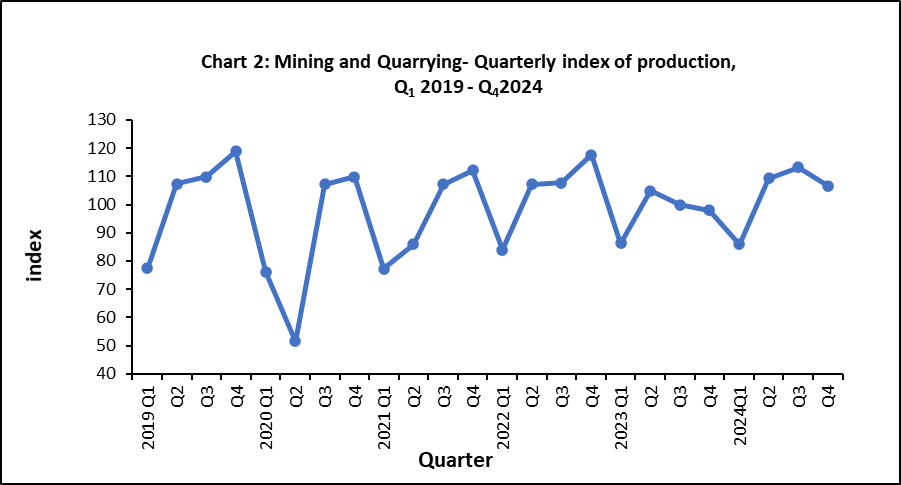 Chart 2: Mining and Quarrying- Quarterly index of production,
Q1 2019 - Q42024
130
120
110
100
90
80
70
60
50
40
index
2019 Q1
Q2
Q3
Q4
2020 Q1
Q2
Q3
Q4
2021 Q1
Q2
Q3
Q4
2022 Q1
Q2
Q3
Q4
2023 Q1
Q2
Q3
Q4
2024Q1
Q2
Q3
Q4
Quarter